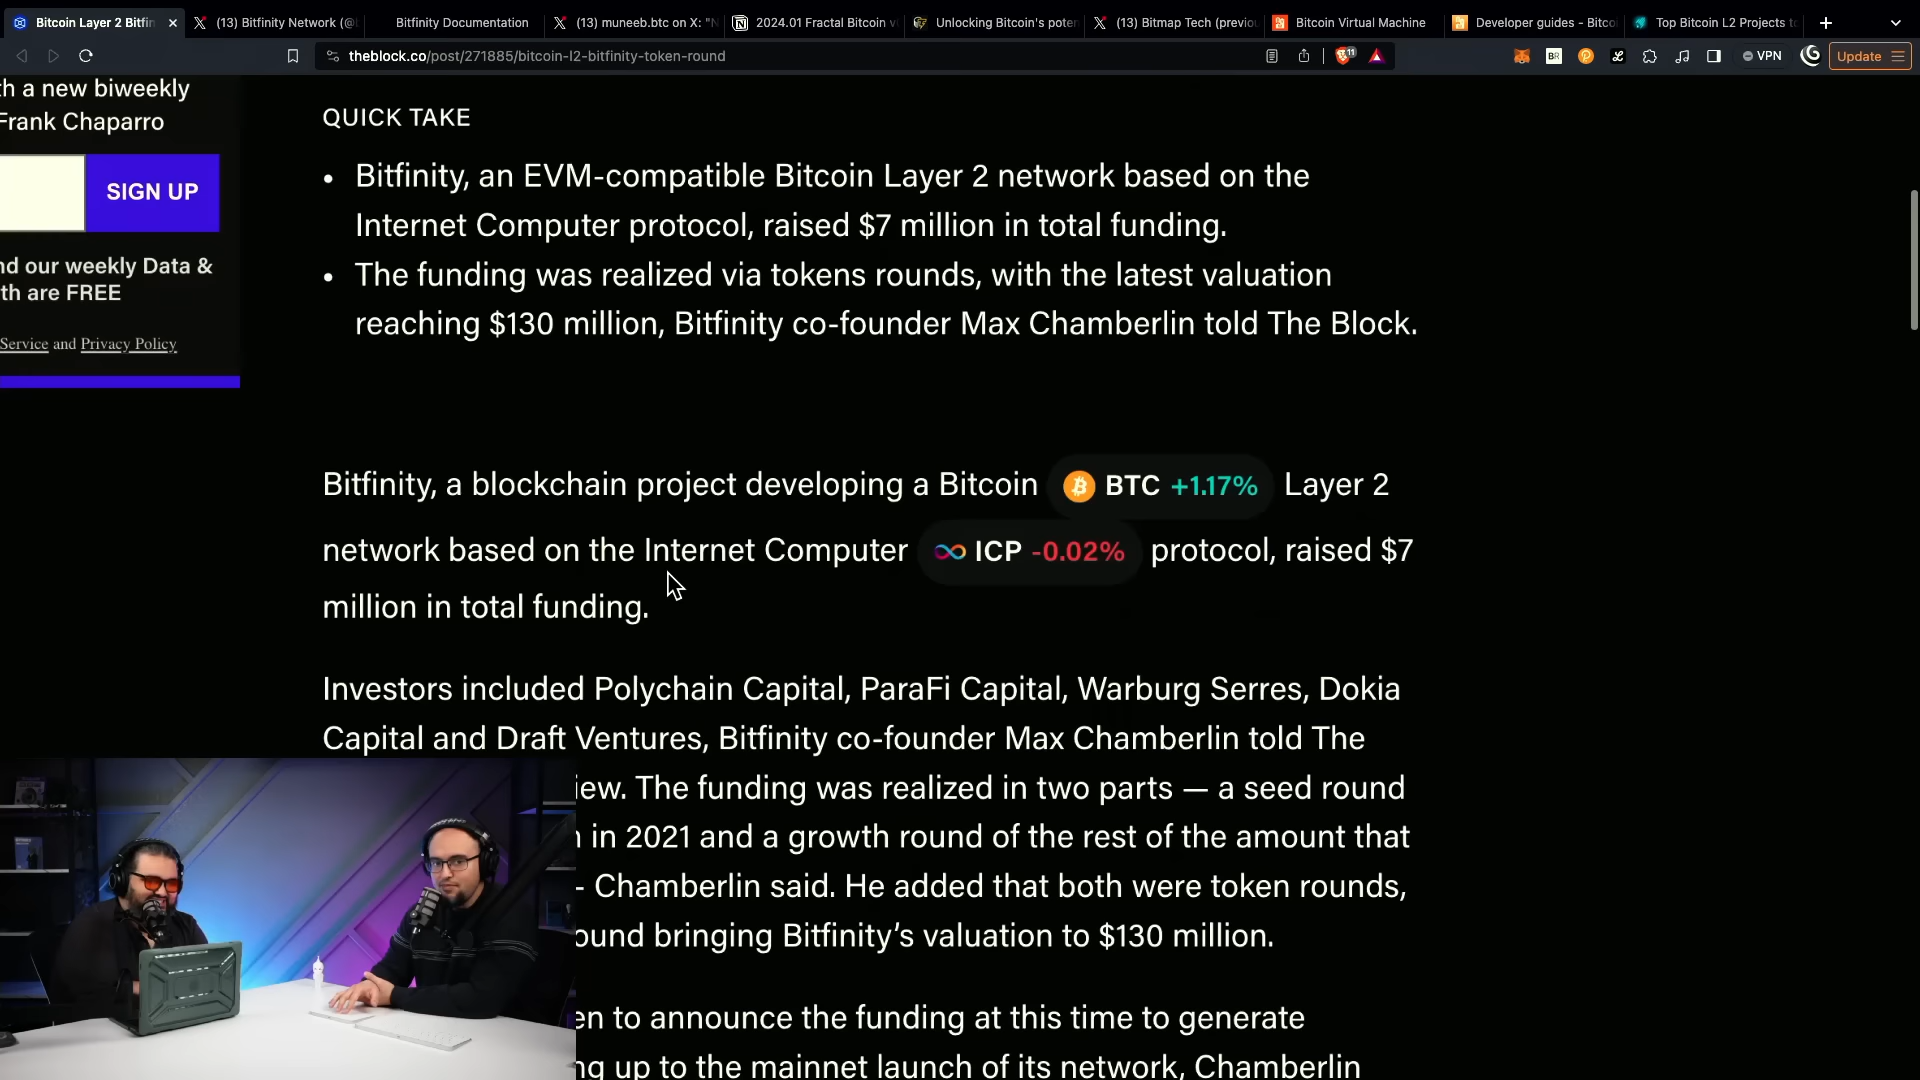 Bitcoin Layer 2 Bitfin
(13) Bitfinity Network (@
Bitfinity Documentation
(13) muneeb.btc on X: "N
2024.01 Fractal Bitcoin
Unlocking Bitcoin's poter
(13) Bitmap Tech (previou
Bitcoin Virtual Machine
Developer guides - Bitco
Top Bitcoin L2 Projects to
theblock.co/post/271885/bitcoin-l2-bitfinity-token-round
11
BR
VPN
Update
th a new biweekly
Frank Chaparro
SIGN UP
nd our weekly Data &
th are FREE
Service and Privacy Policy
QUICK TAKE
• Bitfinity, an EVM-compatible Bitcoin Layer 2 network based on the
Internet Computer protocol, raised $7 million in total funding.
• The funding was realized via tokens rounds, with the latest valuation
reaching $130 million, Bitfinity co-founder Max Chamberlin told The Block.
Bitfinity, a blockchain project developing a Bitcoin BTC +1.17% Layer 2
network based on the Internet Computer ICP -0.02% protocol, raised $7
million in total funding.
Investors included Polychain Capital, ParaFi Capital, Warburg Serres, Dokia
Capital and Draft Ventures, Bitfinity co-founder Max Chamberlin told The
iew. The funding was realized in two parts — a seed round
n in 2021 and a growth round of the rest of the amount that
- Chamberlin said. He added that both were token rounds,
ound bringing Bitfinity's valuation to $130 million.
en to announce the funding at this time to generate
ng up to the mainnet launch of its network, Chamberlin